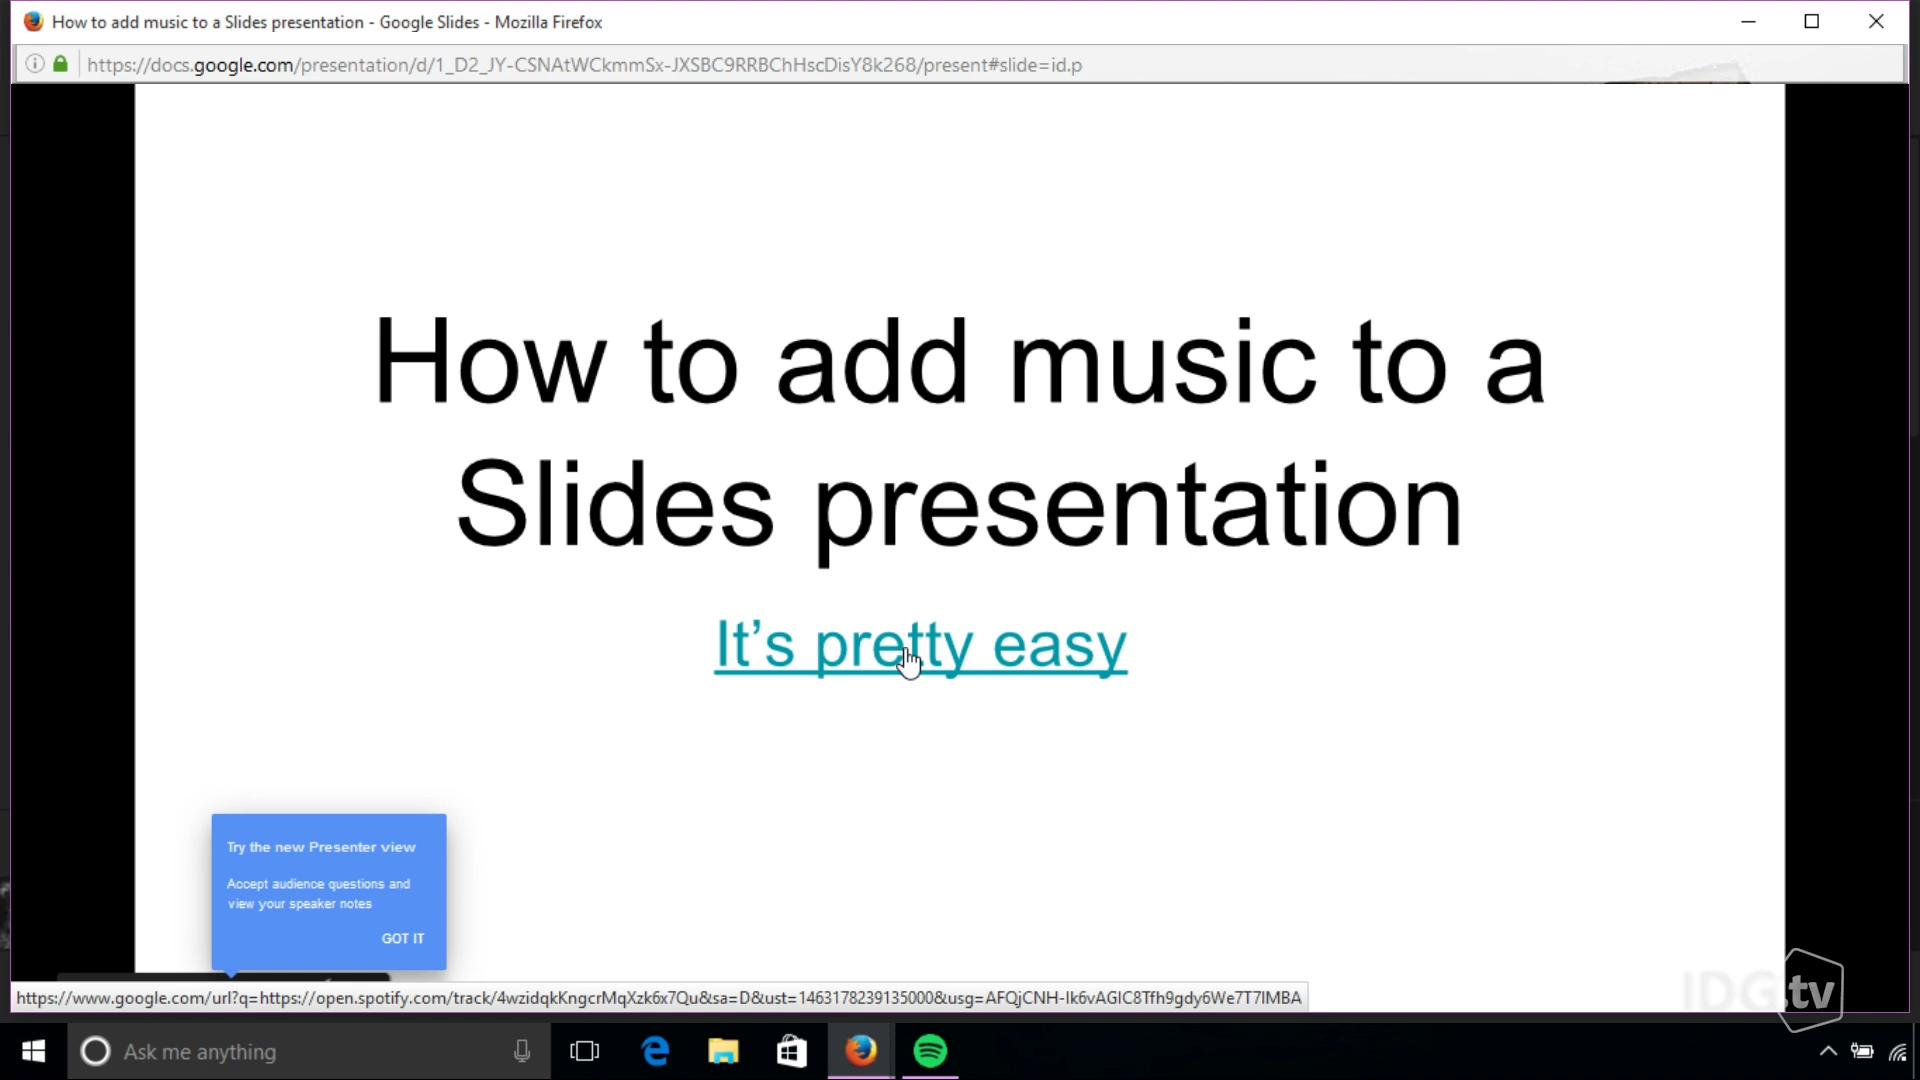 How to add music to a Slides presentation - Google Slides - Mozilla Firefox
https://docs.google.com/presentation/d/1_D2_JY-CSNAtWCkmmSx-JXSBC9RRBChHscDisY8k268/present#slide=id.p
How to add music to a
Slides presentation
It's pretty easy
Try the new Presenter view
Accept audience questions and
view your speaker notes
GOT IT
https://www.google.com/url?q=https://open.spotify.com/track/4wzidqkKngcrMqXzk6x7Qu&sa=D&ust=1463178239135000&usg=AFQjCNH-Ik6vAGIC8Tfh9gdy6We7T7IMBA
IDG.tv
Ask me anything